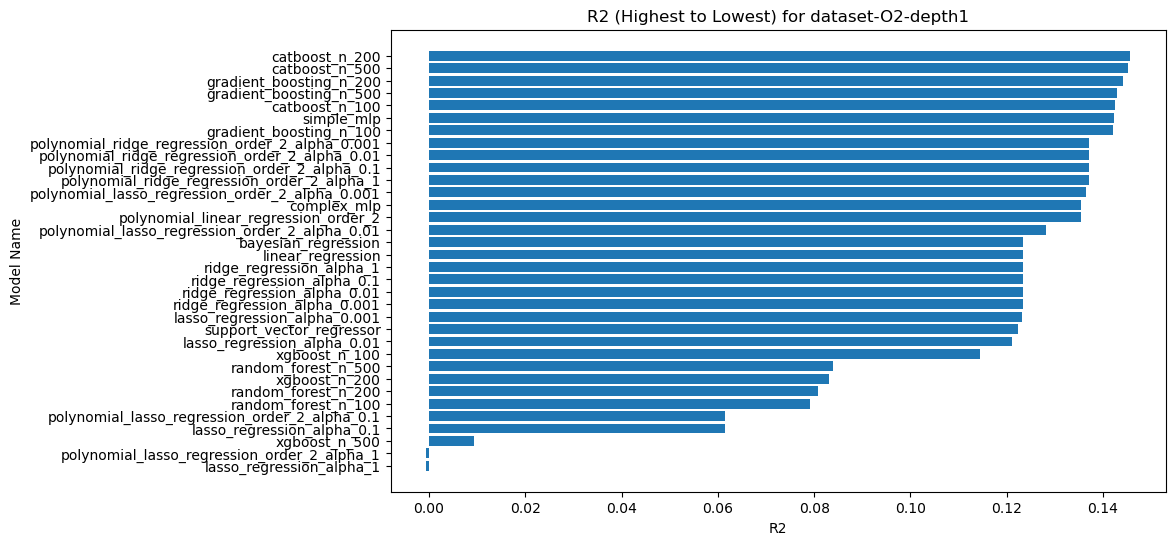 R2 (Highest to Lowest) for dataset-O2-depth1
catboost_n_200
catboost_n_500
gradient_boosting_n_200
gradient_boosting_n_500
catboost_n_100
simple_mlp
gradient_boosting_n_100
polynomial_ridge_regression_order_2_alpha_0.001
polynomial_ridge_regression_order_2_alpha_0.01
polynomial_ridge_regression_order_2_alpha_0.1
polynomial_ridge_regression_order_2_alpha_1
polynomial_lasso_regression_order_2_alpha_0.001
complex_mlp
polynomial_linear_regression_order_2
polynomial_lasso_regression_order_2_alpha_0.01
bayesian_regression
linear_regression
ridge_regression_alpha_1
ridge_regression_alpha_0.1
ridge_regression_alpha_0.01
ridge_regression_alpha_0.001
lasso_regression_alpha_0.001
support_vector_regressor
lasso_regression_alpha_0.01
xgboost_n_100
random_forest_n_500
xgboost_n_200
random_forest_n_200
random_forest_n_100
polynomial_lasso_regression_order_2_alpha_0.1
lasso_regression_alpha_0.1
xgboost_n_500
polynomial_lasso_regression_order_2_alpha_1
lasso_regression_alpha_1
Model Name
0.00 0.02 0.04 0.06 0.08 0.10 0.12 0.14
R2